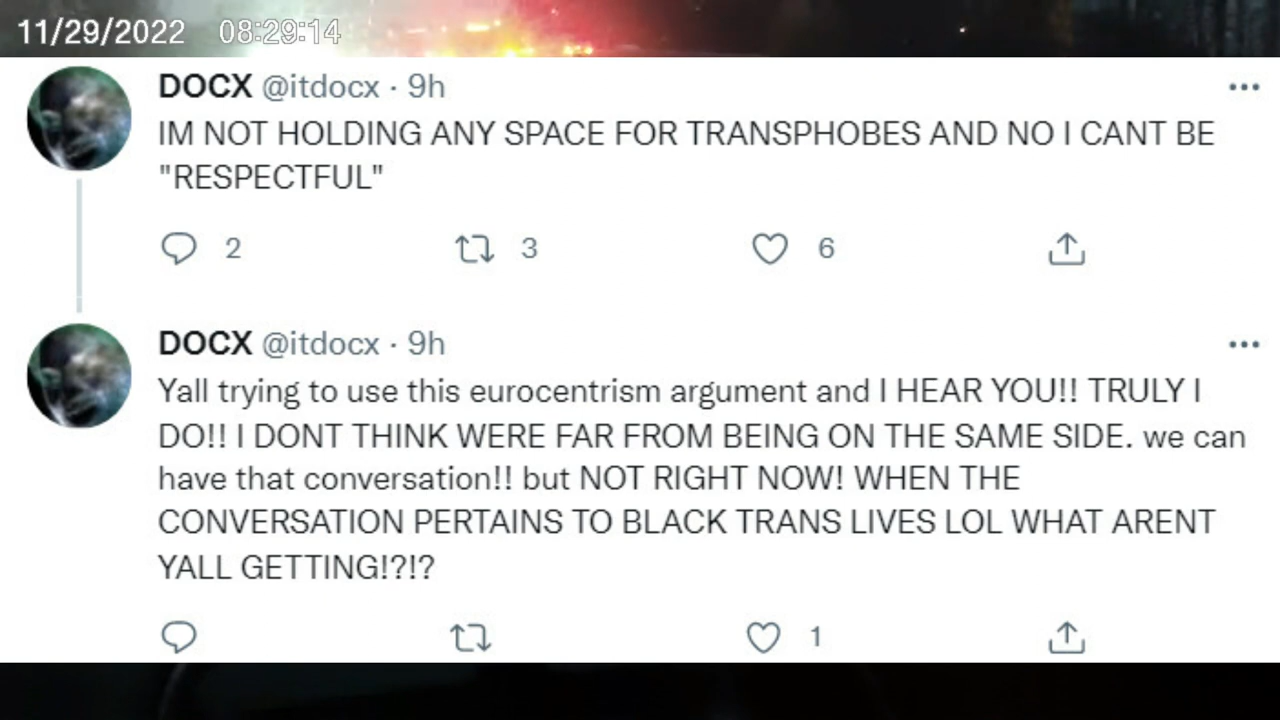 11/29/2022 08:29:14
DOCX @itdocx · 9h
IM NOT HOLDING ANY SPACE FOR TRANSPHOBES AND NO I CANT BE
"RESPECTFUL"
2 3 6
DOCX @itdocx · 9h
Yall trying to use this eurocentrism argument and I HEAR YOU!! TRULY I
DO!! I DONT THINK WERE FAR FROM BEING ON THE SAME SIDE. we can
have that conversation!! but NOT RIGHT NOW! WHEN THE
CONVERSATION PERTAINS TO BLACK TRANS LIVES LOL WHAT ARENT
YALL GETTING!?!?
1